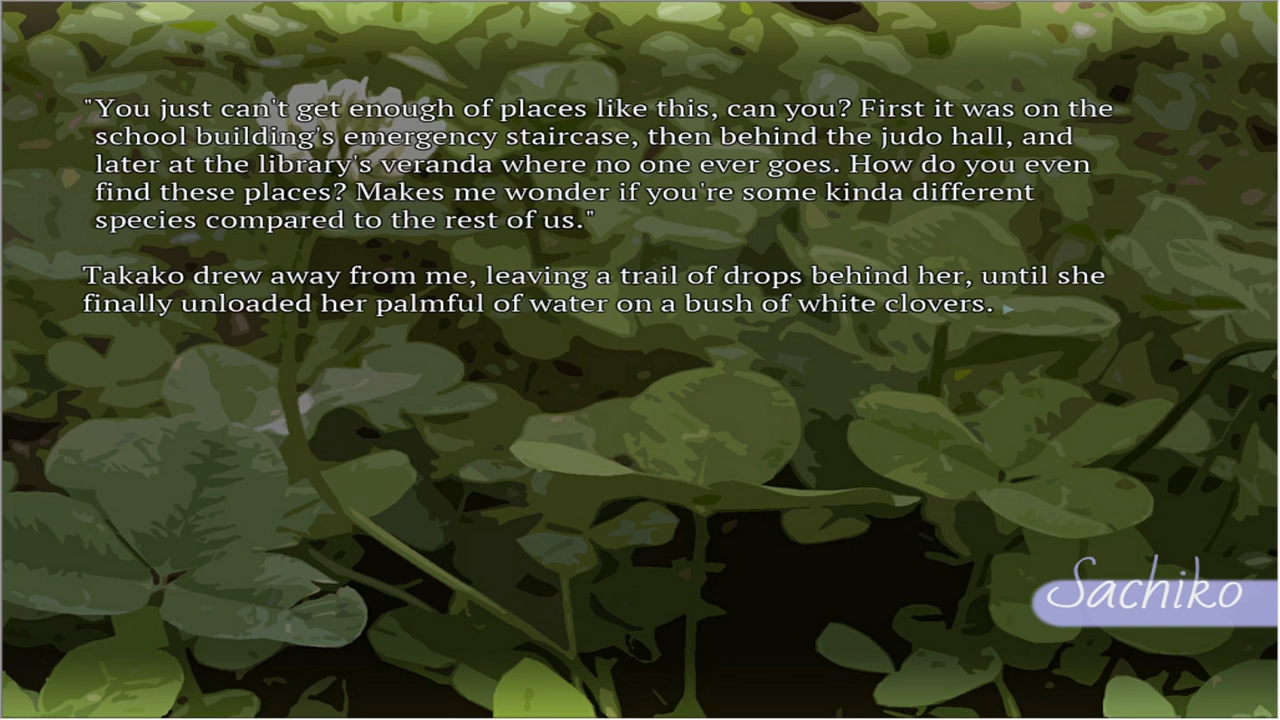 "You just can't get enough of places like this, can you? First it was on the
school building's emergency staircase, then behind the judo hall, and
later at the library's veranda where no one ever goes. How do you even
find these places? Makes me wonder if you're some kinda different
species compared to the rest of us."
Takako drew away from me, leaving a trail of drops behind her, until she
finally unloaded her palmful of water on a bush of white clovers.
Sachiko